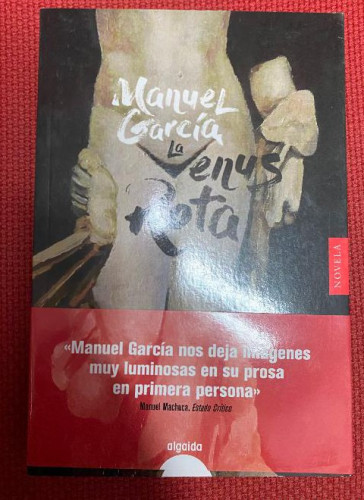 Manuel
García
La
Venus
Rota
NOVELA
«Manuel García nos deja imágenes
muy luminosas en su prosa
en primera persona»
Manuel Machuca. Estado Crítico
algaida